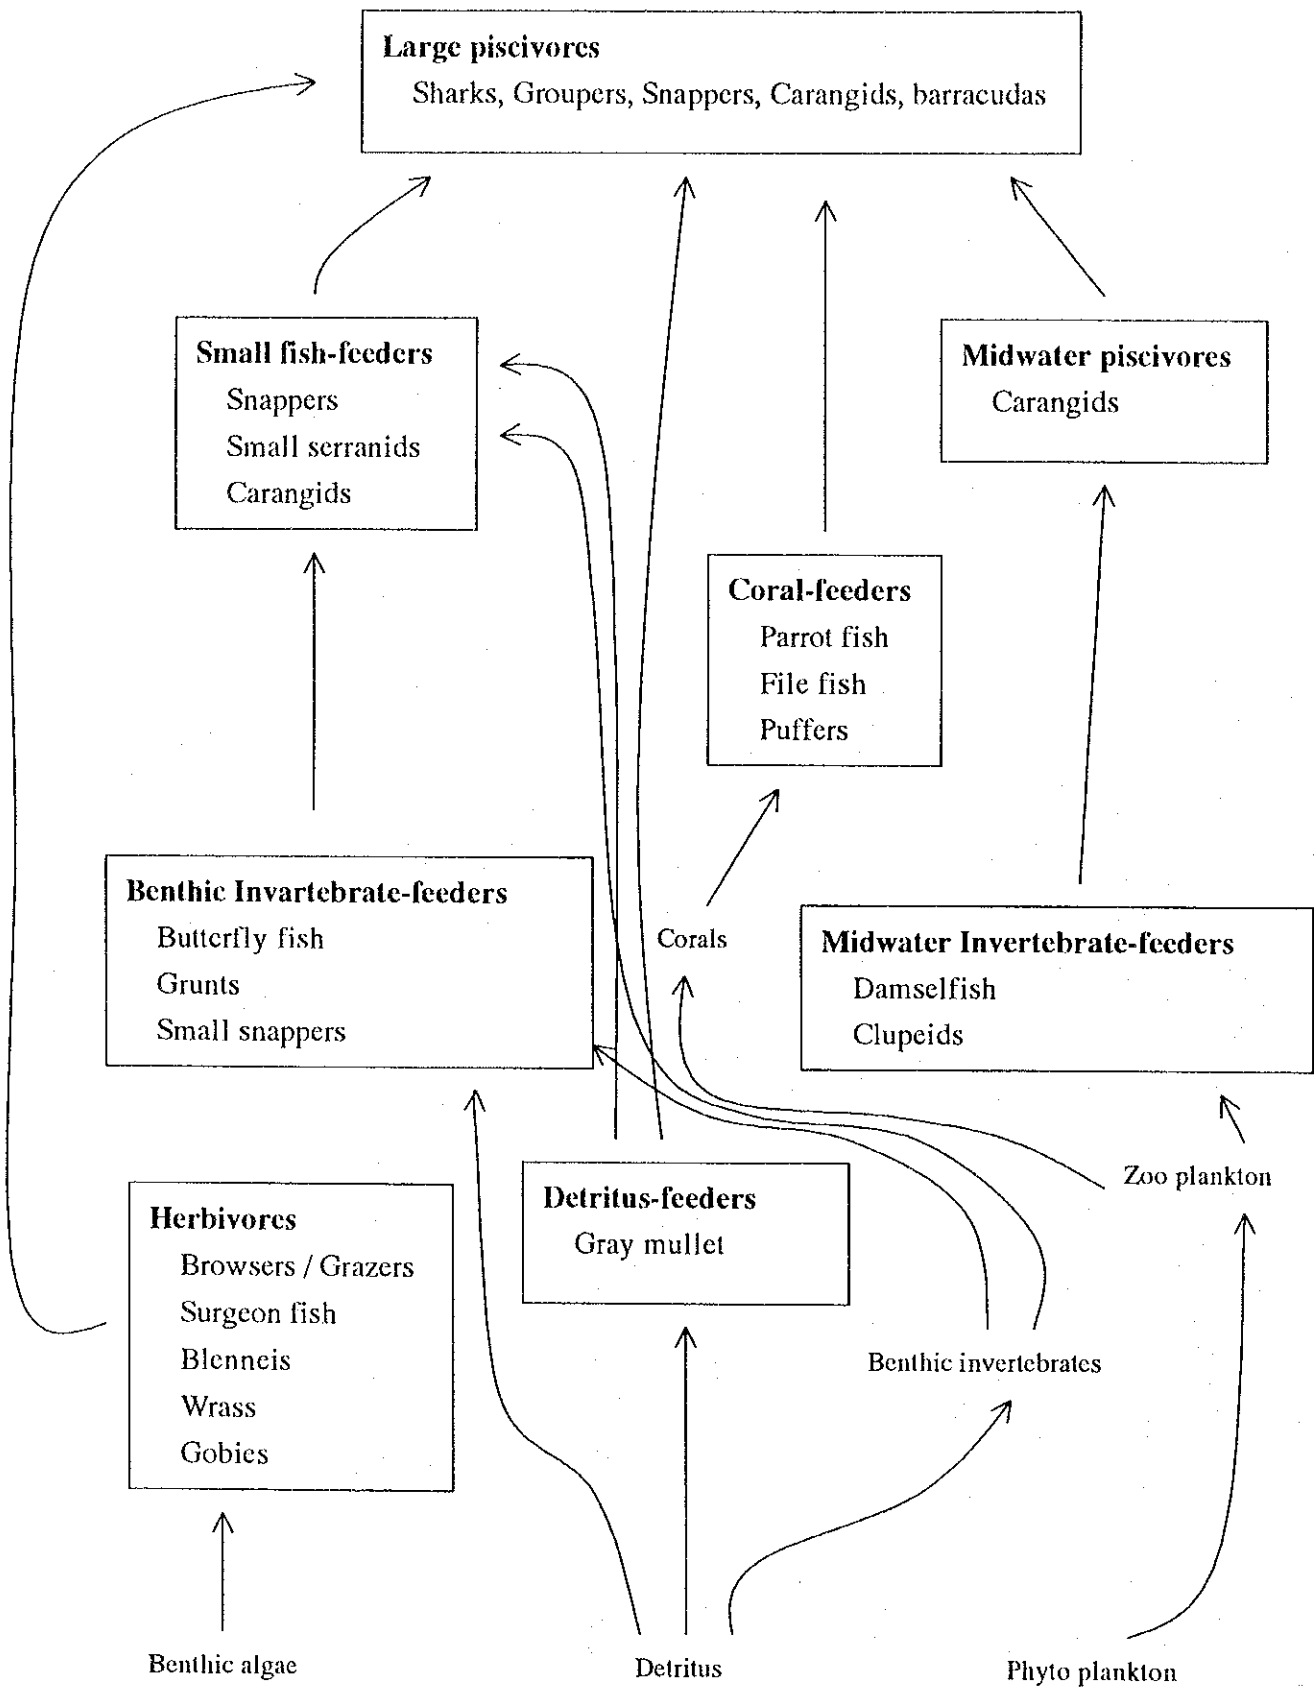 Large piscivores
Sharks, Groupers, Snappers, Carangids, barracudas
Small fish-feeders
Snappers
Small serranids
Carangids
Midwater piscivores
Carangids
Coral-feeders
Parrot fish
File fish
Puffers
Benthic Invartebrate-feeders
Butterfly fish
Grunts
Small snappers
Corals
Midwater Invertebrate-feeders
Damselfish
Clupeids
Zoo plankton
Herbivores
Browsers / Grazers
Surgeon fish
Blenneis
Wrass
Gobies
Detritus-feeders
Gray mullet
Benthic invertebrates
Benthic algae
Detritus
Phyto plankton